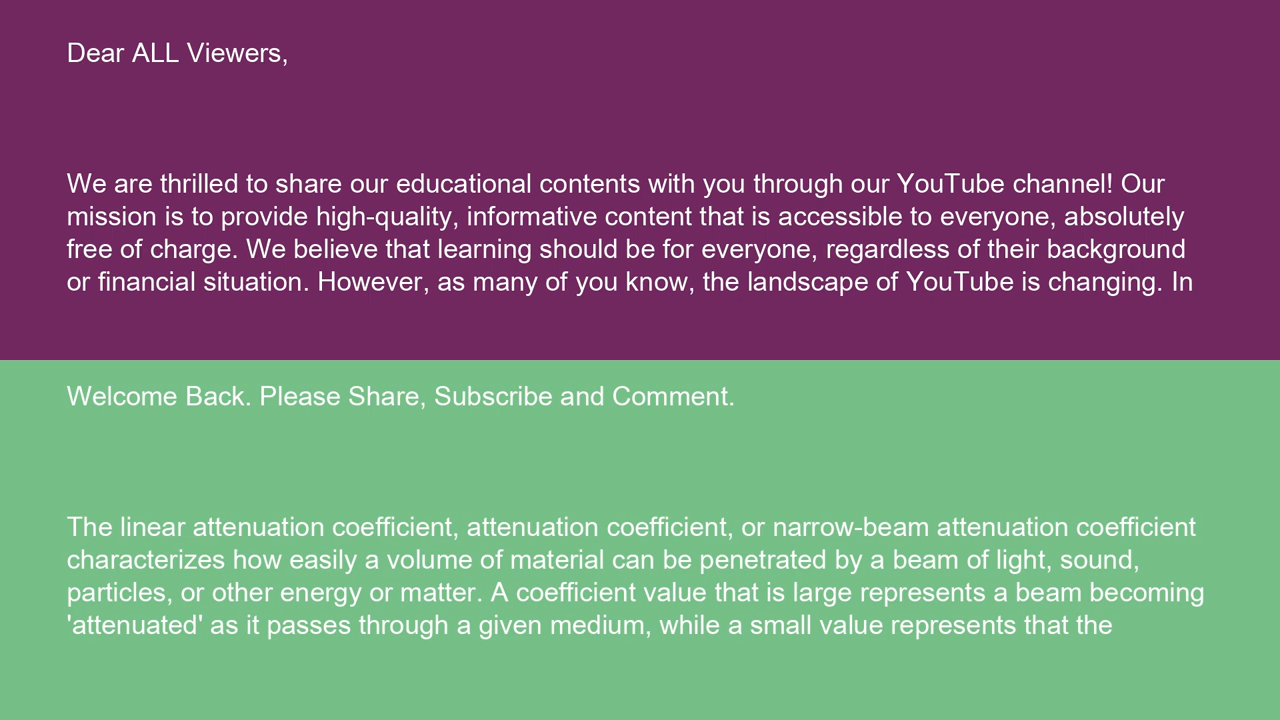 Dear ALL Viewers,
We are thrilled to share our educational contents with you through our YouTube channel! Our
mission is to provide high-quality, informative content that is accessible to everyone, absolutely
free of charge. We believe that learning should be for everyone, regardless of their background
or financial situation. However, as many of you know, the landscape of YouTube is changing. In
Welcome Back. Please Share, Subscribe and Comment.
The linear attenuation coefficient, attenuation coefficient, or narrow-beam attenuation coefficient
characterizes how easily a volume of material can be penetrated by a beam of light, sound,
particles, or other energy or matter. A coefficient value that is large represents a beam becoming
'attenuated' as it passes through a given medium, while a small value represents that the